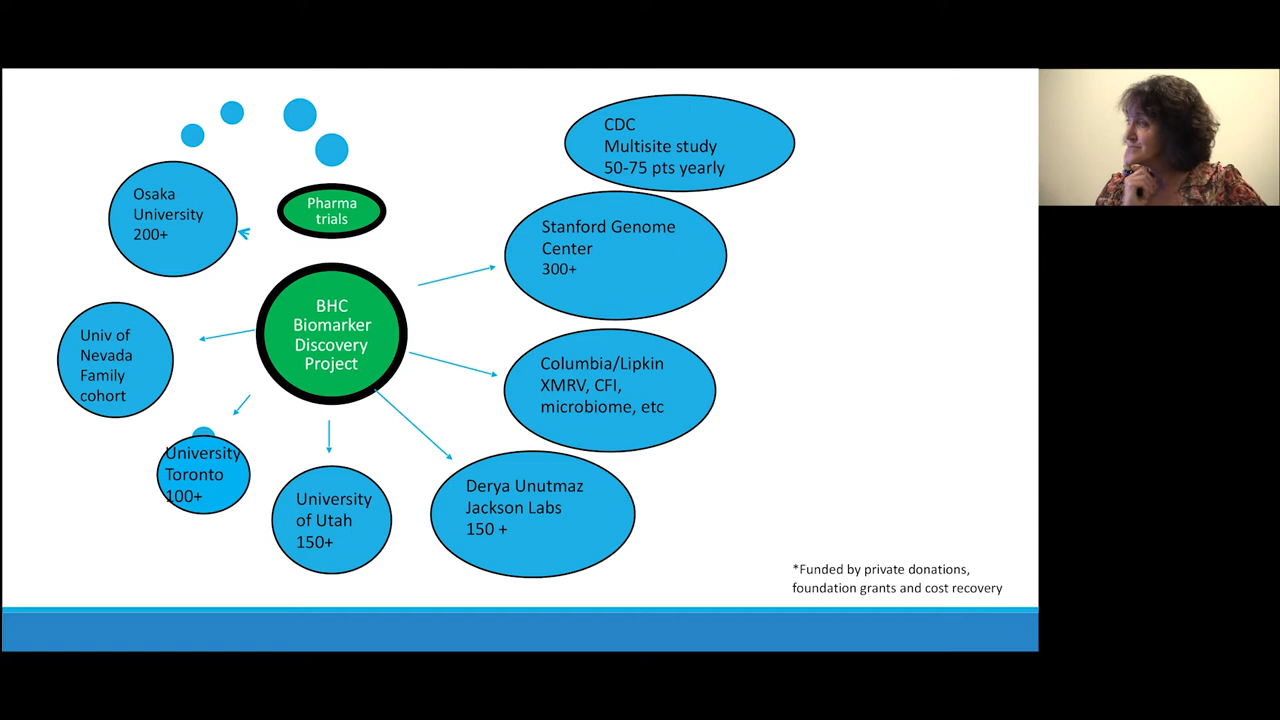 CDC
Multisite study
50-75 pts yearly
Osaka
University
200+
Pharma
trials
Stanford Genome
Center
300+
BHC
Biomarker
Discovery
Project
Univ of
Nevada
Family
cohort
Columbia/Lipkin
XMRV, CFI,
microbiome, etc
University
Toronto
100+
University
of Utah
150+
Derya Unutmaz
Jackson Labs
150 +
*Funded by private donations,
foundation grants and cost recovery